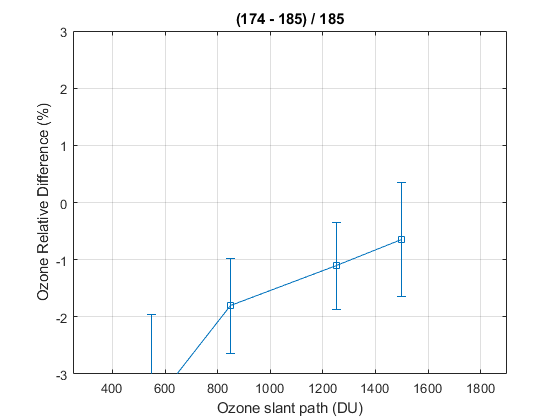 (174 - 185) / 185
3
2
1
0
-1
-2
-3
Ozone Relative Difference (%)
400 600 800 1000 1200 1400 1600 1800
Ozone slant path (DU)